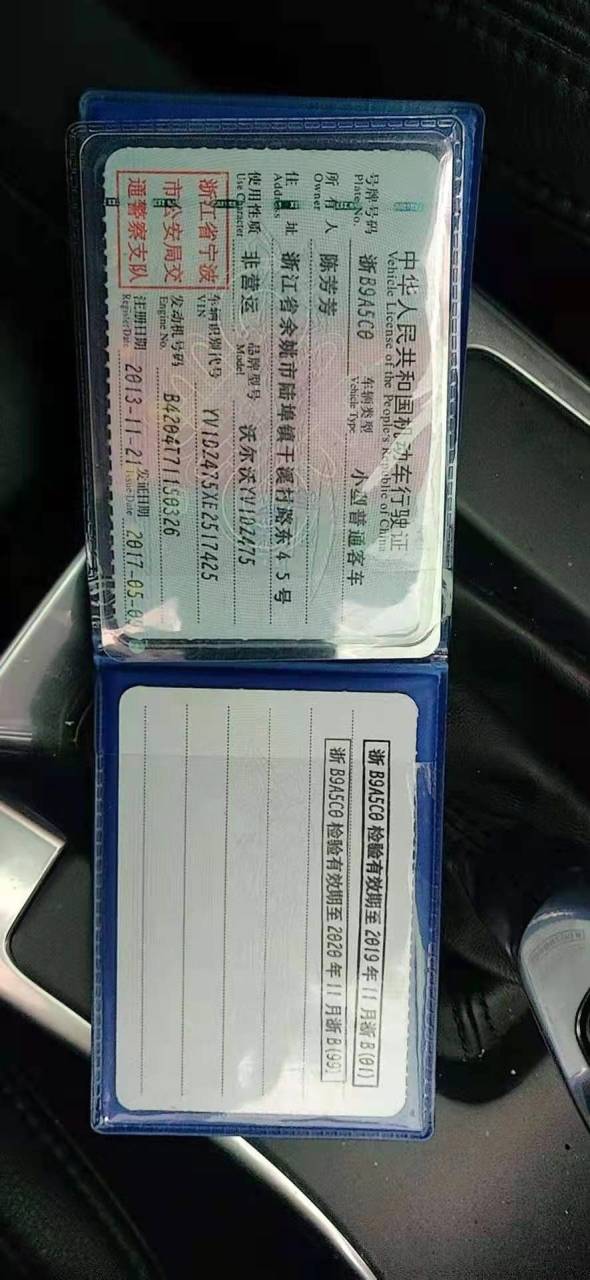 中华人民共和国机动车行驶证
Vehicle License of the People's Republic of China
号牌号码 浙B9A5C0 车辆类型 小型普通客车
Plate No. Vehicle Type
所有人 陈芳芳
Owner
住址 浙江省余姚市陆埠镇干溪村路东45号
Address
使用性质 非营运 品牌型号 沃尔沃YV1DZ475
Use Character Model
浙江省宁波
市公安局交
通警察支队
车辆识别代号 YV1DZ475XE2517425
VIN
发动机号码 B4204T71150326
Engine No.
注册日期 2013-11-21 发证日期 2017-05-0
Register Date Issue Date
浙B9A5C0 检验有效期至2019年11月浙B(01)
浙B9A5C0 检验有效期至2020年11月浙B(99)